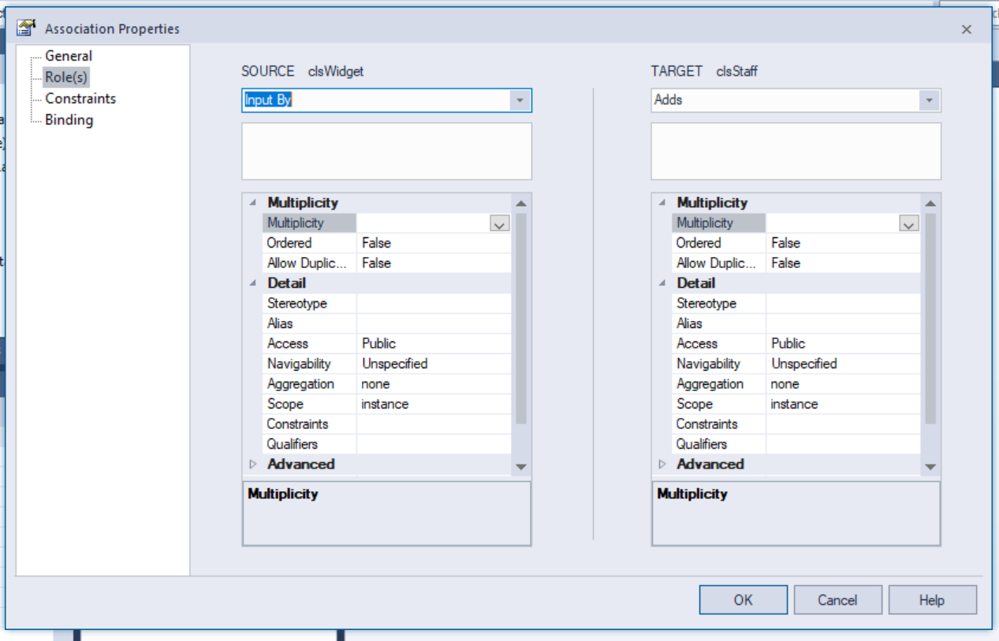 Association Properties
General
Role(s)
Constraints
Binding
SOURCE clsWidget
Input By
Multiplicity
Multiplicity
Ordered False
Allow Duplic... False
Detail
Stereotype
Alias
Access Public
Navigability Unspecified
Aggregation none
Scope instance
Constraints
Qualifiers
Advanced
Multiplicity
TARGET clsStaff
Adds
Multiplicity
Multiplicity
Ordered False
Allow Duplic... False
Detail
Stereotype
Alias
Access Public
Navigability Unspecified
Aggregation none
Scope instance
Constraints
Qualifiers
Advanced
Multiplicity
OK Cancel Help